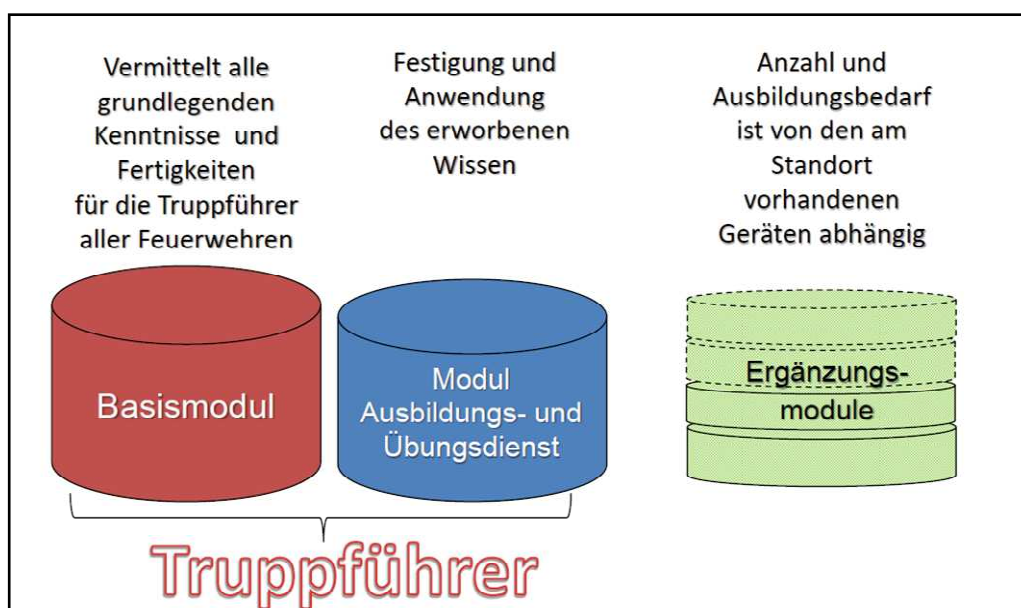 Vermittelt alle
grundlegenden
Kenntnisse und
Fertigkeiten
für die Truppführer
aller Feuerwehren
Festigung und
Anwendung
des erworbenen
Wissen
Anzahl und
Ausbildungsbedarf
ist von den am
Standort
vorhandenen
Geräten abhängig
Basismodul
Modul
Ausbildungs- und
Übungsdienst
Ergänzungs-
module
Truppführer